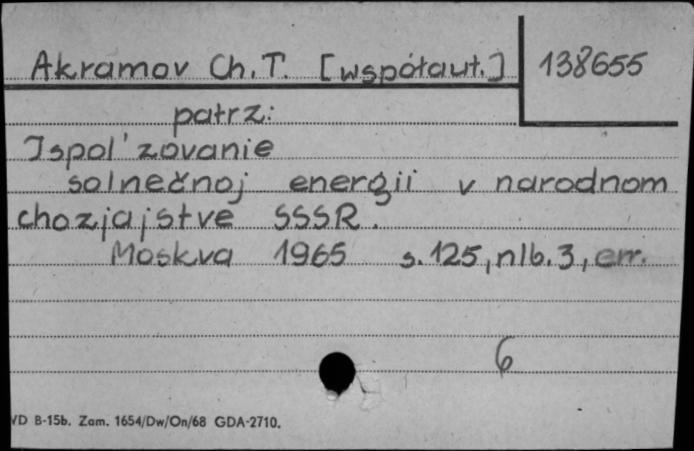 Akramov Ch.T. [współaut.] 138655
patrz:
Ispol'zovanie
solnečnoj energii v narodnom
chozjajstve SSSR.
Moskva 1965 s.125, nlb.3, err.
6
VD B-15b. Zam. 1654/Dw/On/68 GDA-2710.